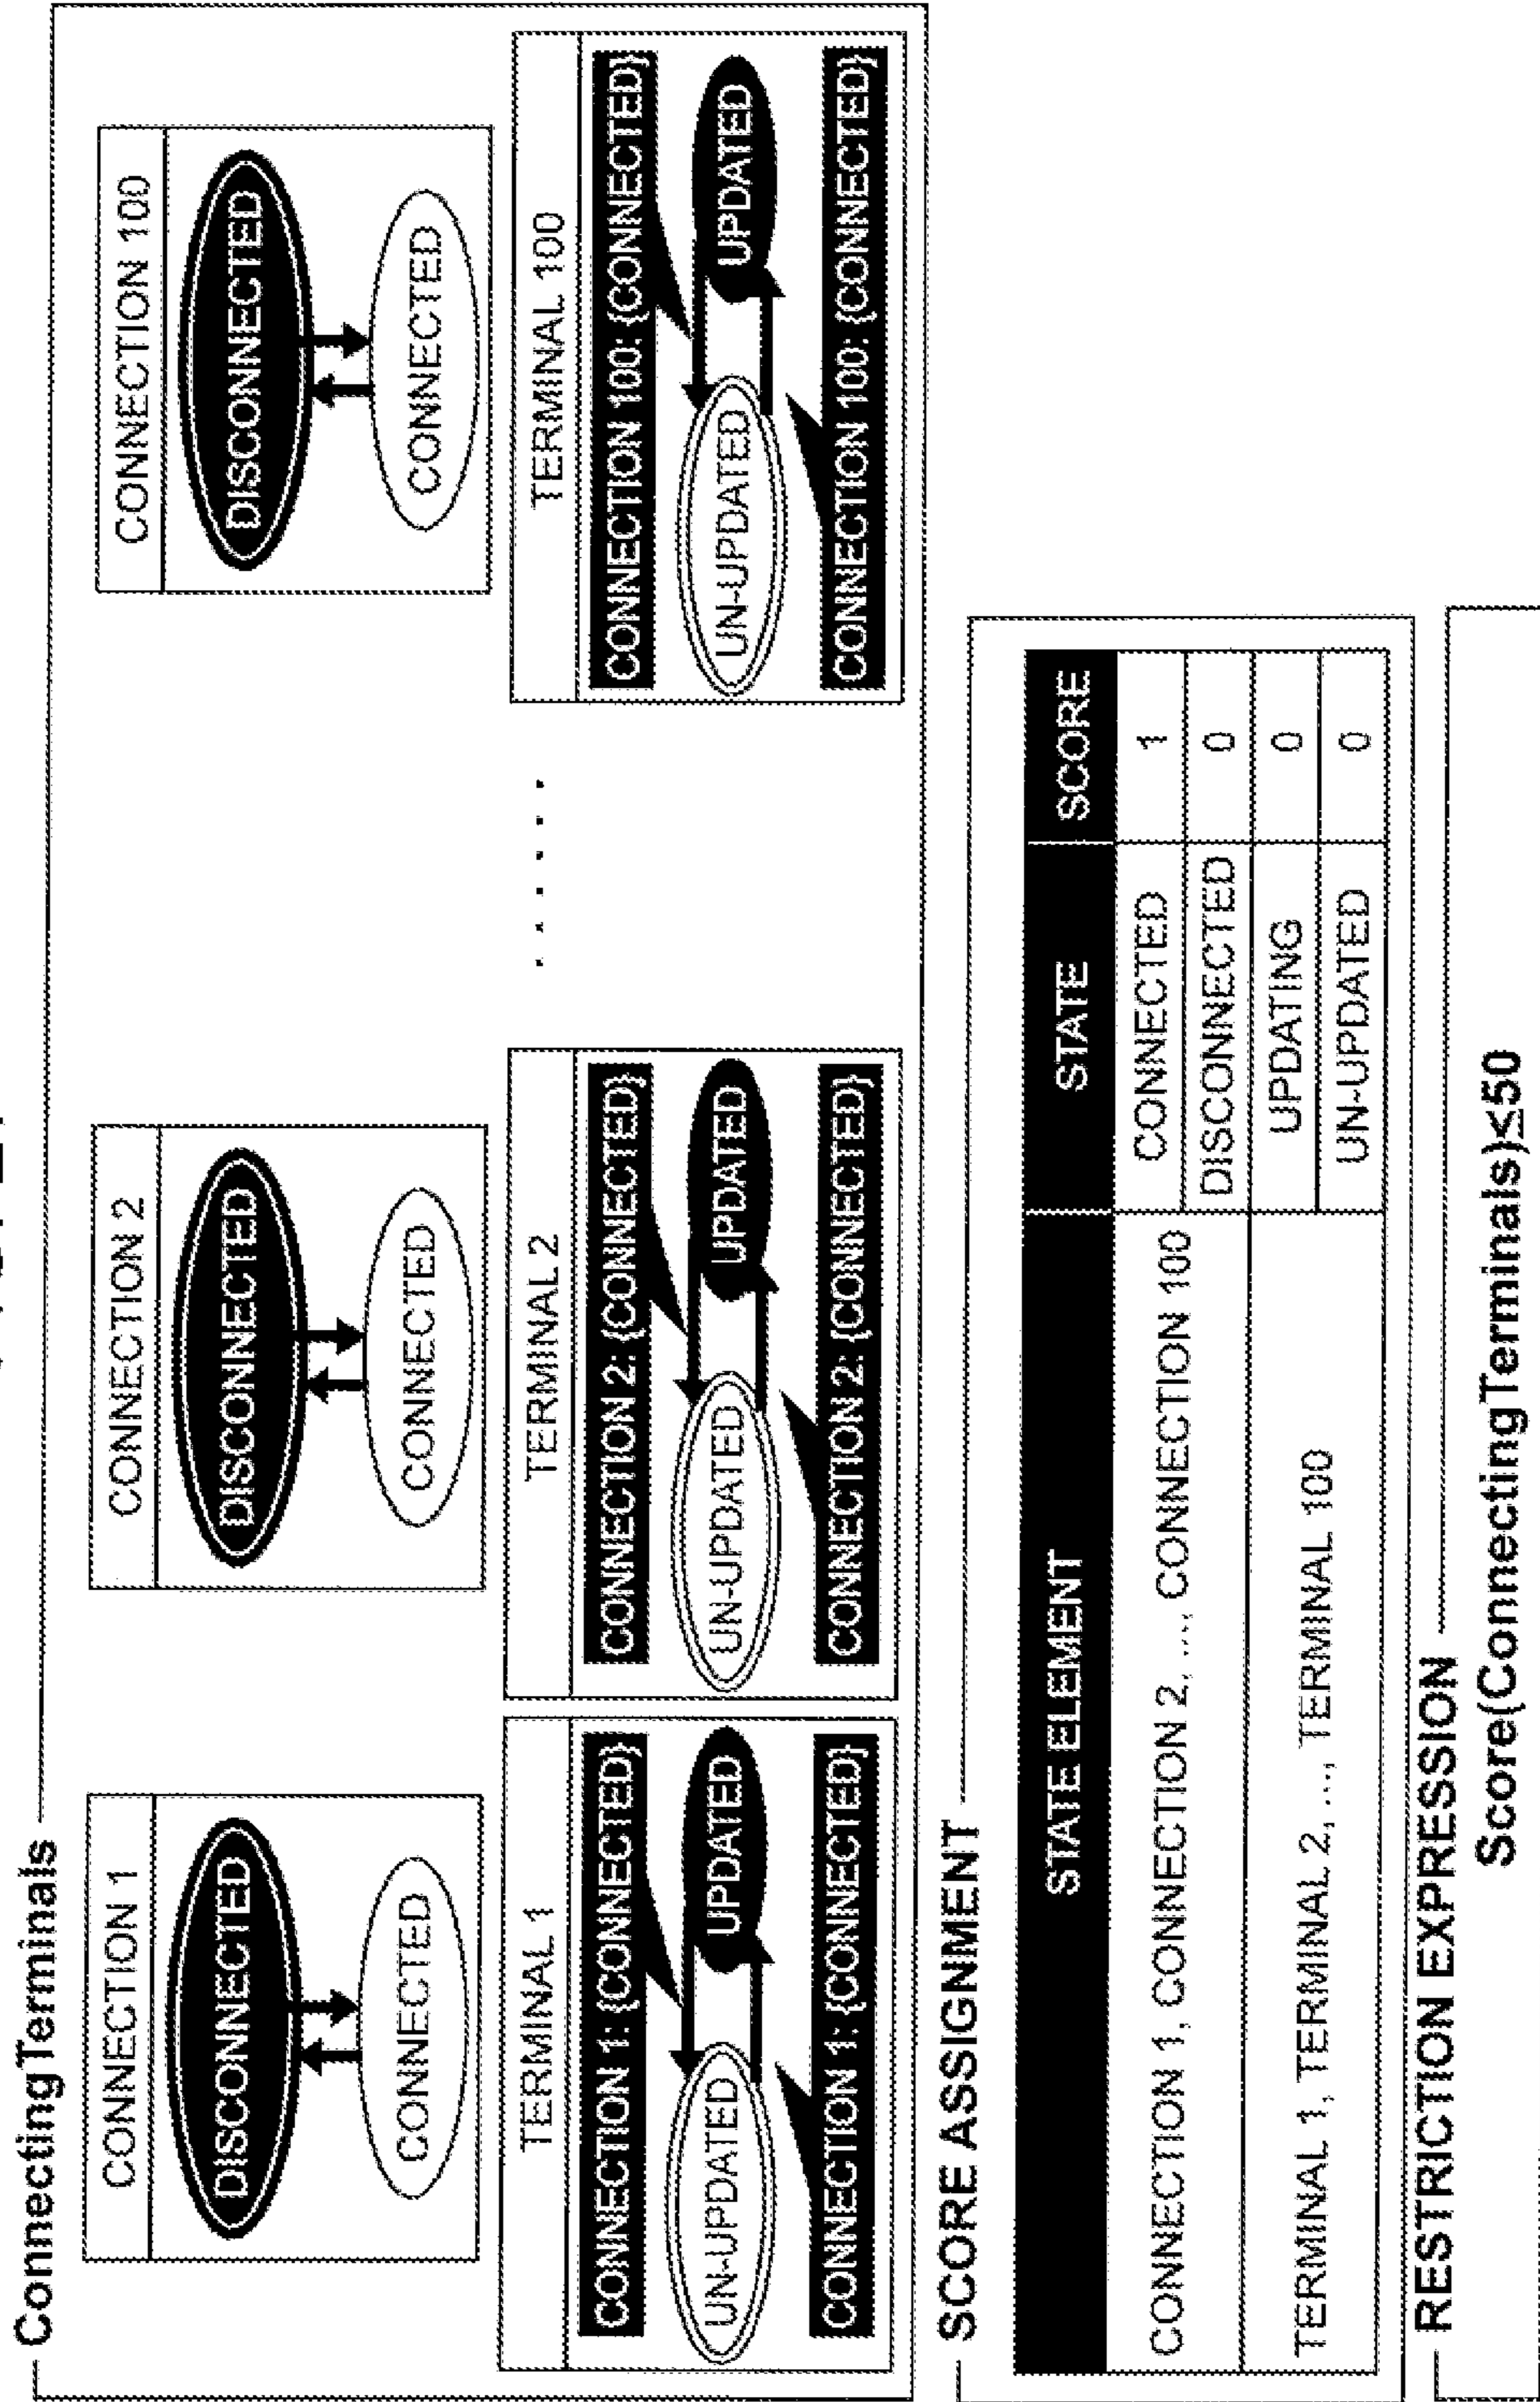 ConnectingTerminals
CONNECTION 1
DISCONNECTED
CONNECTED
CONNECTION 2
DISCONNECTED
CONNECTED
CONNECTION 100
DISCONNECTED
CONNECTED
TERMINAL 1
CONNECTION 1: {CONNECTED}
UN-UPDATED
UPDATED
CONNECTION 1: {CONNECTED}
TERMINAL 2
CONNECTION 2: {CONNECTED}
UN-UPDATED
UPDATED
CONNECTION 2: {CONNECTED}
......
TERMINAL 100
CONNECTION 100: {CONNECTED}
UN-UPDATED
UPDATED
CONNECTION 100: {CONNECTED}
SCORE ASSIGNMENT
STATE ELEMENT STATE SCORE
CONNECTION 1, CONNECTION 2, ..., CONNECTION 100 CONNECTED 1
DISCONNECTED 0
TERMINAL 1, TERMINAL 2, ..., TERMINAL 100 UPDATING 0
UN-UPDATED 0
RESTRICTION EXPRESSION
Score(ConnectingTerminals)≤50